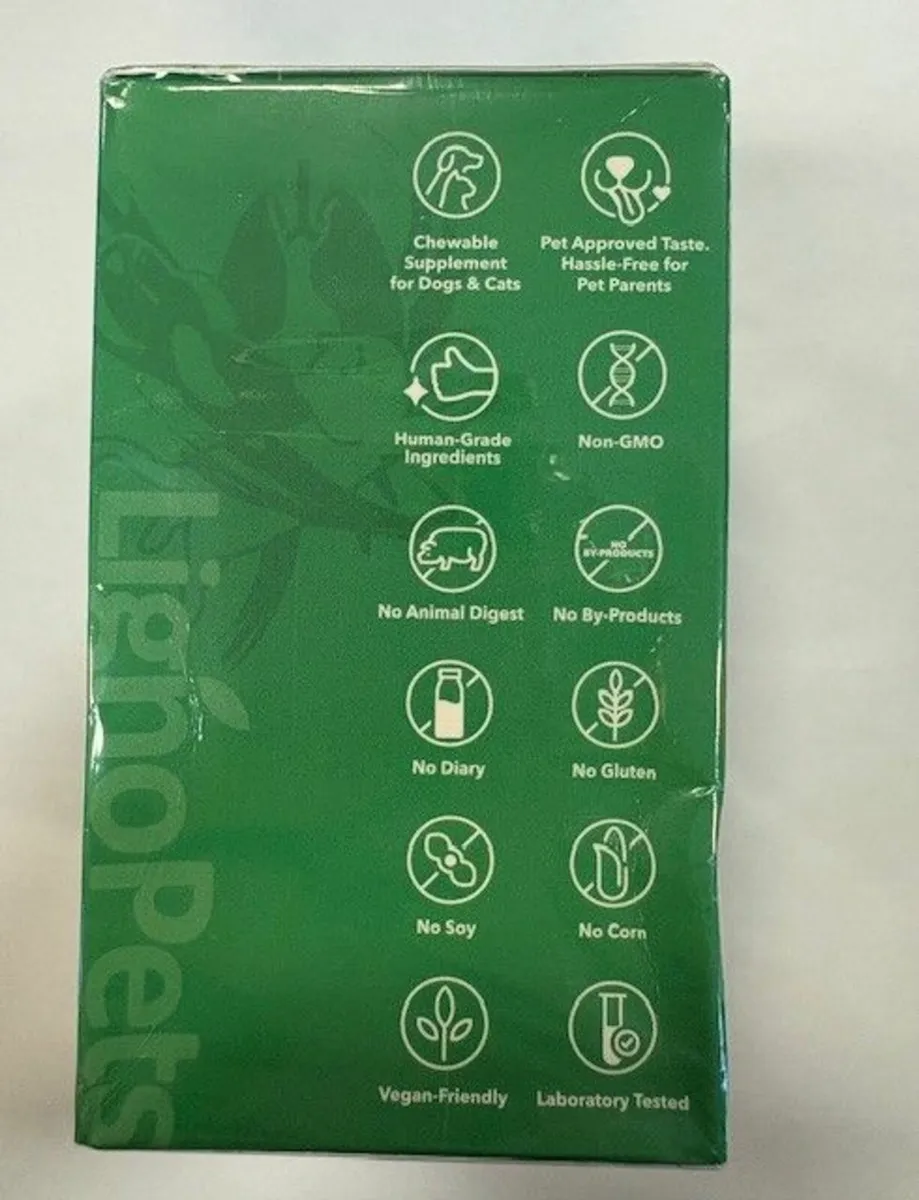 Chewable
Supplement
for Dogs & Cats
Pet Approved Taste.
Hassle-Free for
Pet Parents
Human-Grade
Ingredients
Non-GMO
No Animal Digest
NO
BY-PRODUCTS
No By-Products
No Diary
No Gluten
No Soy
No Corn
Vegan-Friendly
Laboratory Tested
LignoPets